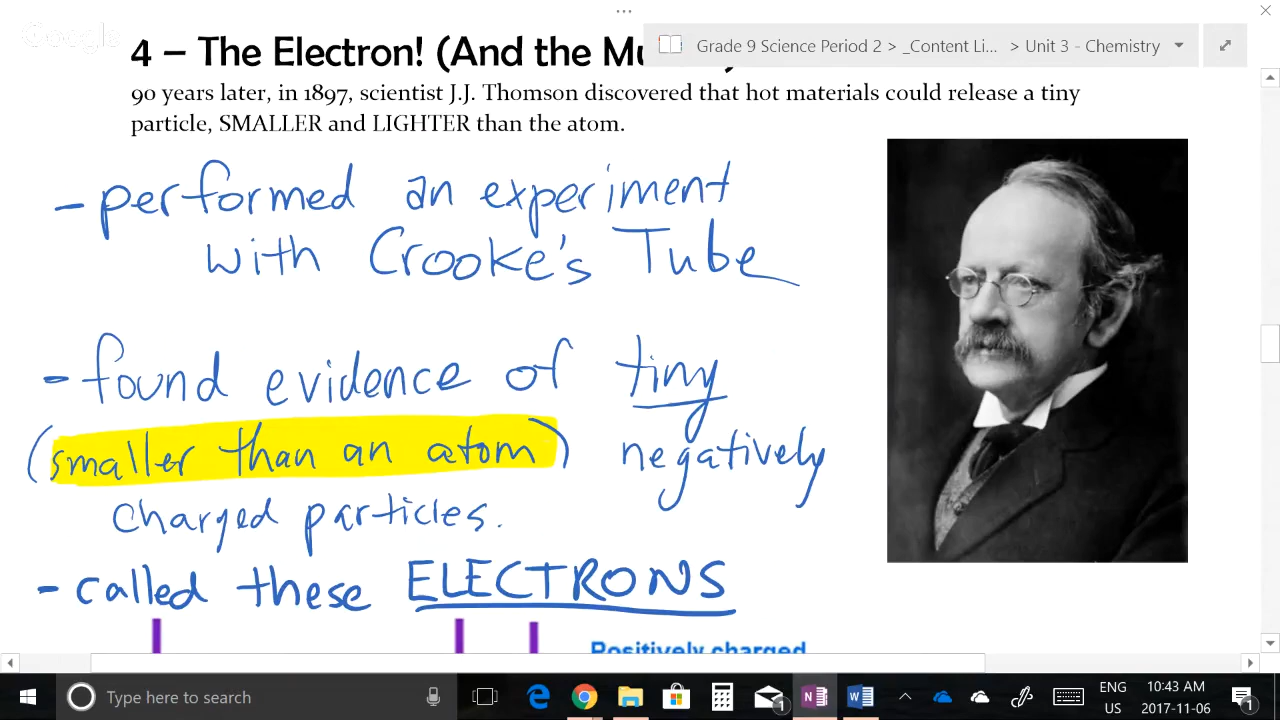 Google
Grade 9 Science Period 2 > _Content Li... > Unit 3 - Chemistry
4 – The Electron! (And the
90 years later, in 1897, scientist J.J. Thomson discovered that hot materials could release a tiny
particle, SMALLER and LIGHTER than the atom.
- performed an experiment
with Crooke's Tube
- found evidence of tiny
(smaller than an atom) negatively
charged particles.
- called these ELECTRONS
Positively charged
Type here to search
ENG
US
10:43 AM
2017-11-06
1
1